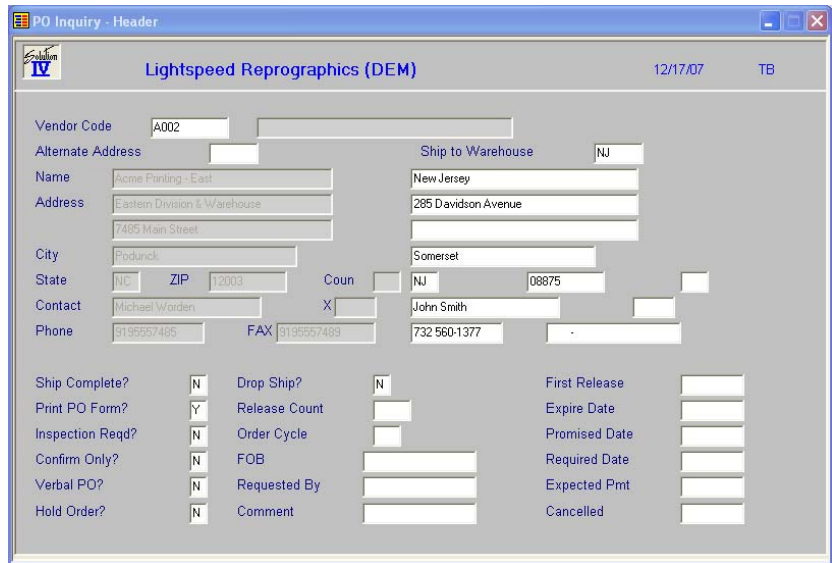 PO Inquiry - Header
Solution IV
Lightspeed Reprographics (DEM) 12/17/07 TB
Vendor Code A002
Alternate Address Ship to Warehouse NJ
Name Acme Printing - East New Jersey
Address Eastern Division & Warehouse 285 Davidson Avenue
7485 Main Street
City Podunck Somerset
State NC ZIP 12003 Coun NJ 08875
Contact Michael Worden X John Smith
Phone 9195557485 FAX 9195557489 732 560-1377 -
Ship Complete? N Drop Ship? N First Release
Print PO Form? Y Release Count Expire Date
Inspection Reqd? N Order Cycle Promised Date
Confirm Only? N FOB Required Date
Verbal PO? N Requested By Expected Pmt
Hold Order? N Comment Cancelled